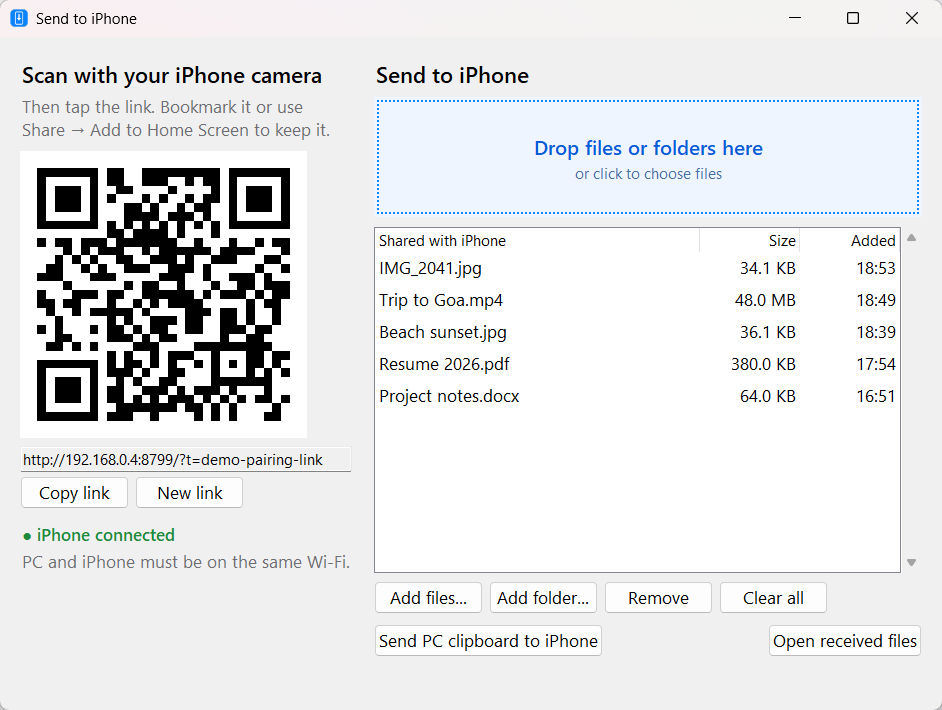 Send to iPhone
Scan with your iPhone camera
Then tap the link. Bookmark it or use
Share → Add to Home Screen to keep it.
http://192.168.0.4:8799/?t=demo-pairing-link
Copy link
New link
● iPhone connected
PC and iPhone must be on the same Wi-Fi.
Send to iPhone
Drop files or folders here
or click to choose files
Shared with iPhone Size Added
IMG_2041.jpg 34.1 KB 18:53
Trip to Goa.mp4 48.0 MB 18:49
Beach sunset.jpg 36.1 KB 18:39
Resume 2026.pdf 380.0 KB 17:54
Project notes.docx 64.0 KB 16:51
Add files... Add folder... Remove Clear all
Send PC clipboard to iPhone Open received files